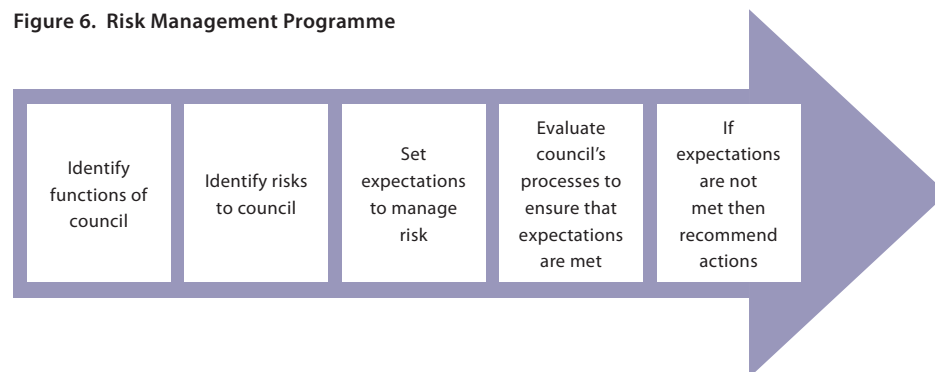 Figure 6. Risk Management Programme
Identify
functions of
council
Identify risks
to council
Set
expectations
to manage
risk
Evaluate
council’s
processes to
ensure that
expectations
are met
If
expectations
are not
met then
recommend
actions